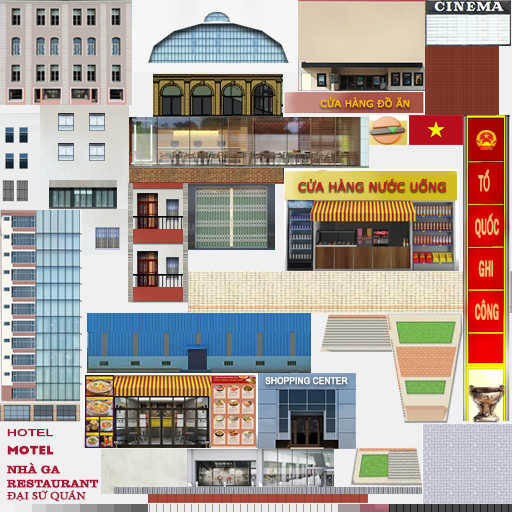 CINEMA
CỬA HÀNG ĐỒ ĂN
CỬA HÀNG NƯỚC UỐNG
TỔ
QUỐC
GHI
CÔNG
SHOPPING CENTER
HOTEL
MOTEL
NHÀ GA
RESTAURANT
ĐẠI SỨ QUÁN